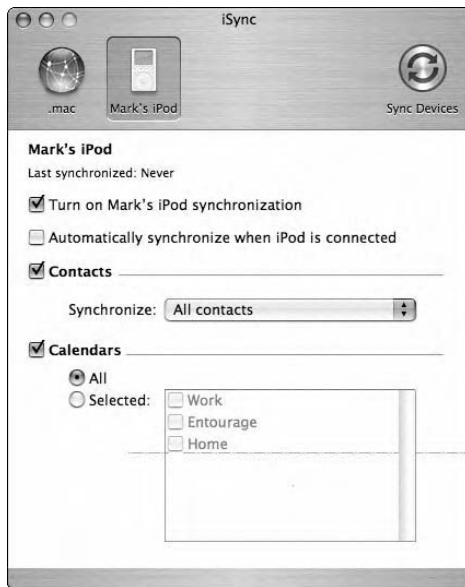 iSync
.mac
Mark's iPod
Sync Devices
Mark's iPod
Last synchronized: Never
Turn on Mark's iPod synchronization
Automatically synchronize when iPod is connected
Contacts
Synchronize: All contacts
Calendars
All
Selected:
Work
Entourage
Home